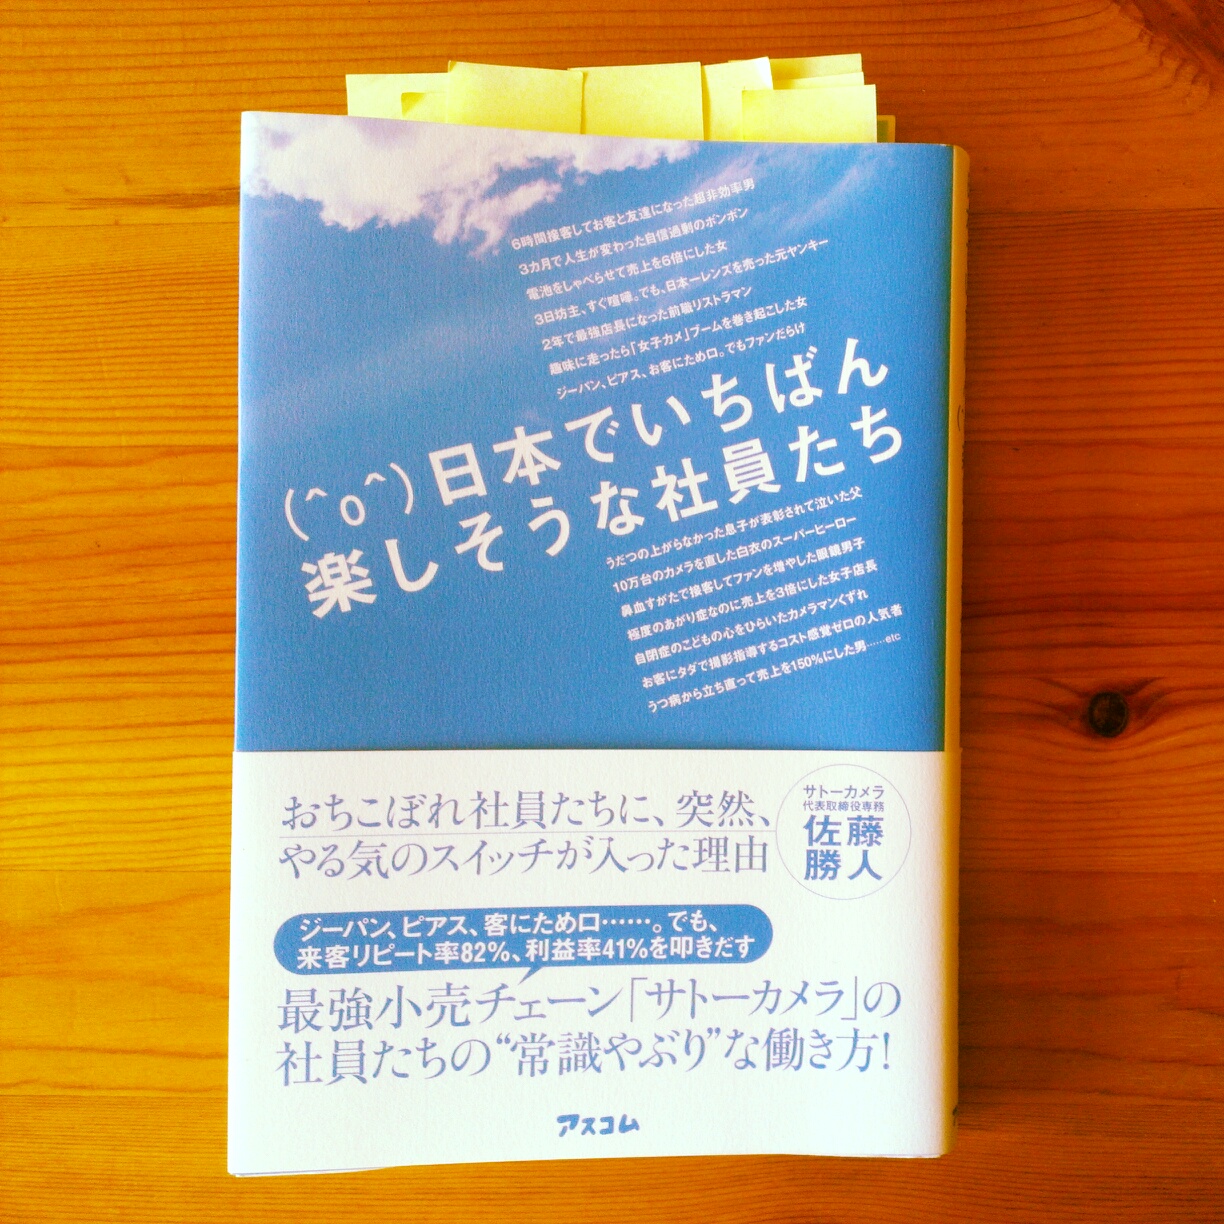 6時間接客してお客と友達になった超非効率男
3カ月で人生が変わった自信過剰のボンボン
電池をしゃべらせて売上を6倍にした女
3日坊主、すぐ喧嘩。でも、日本一レンズを売った元ヤンキー
2年で最強店長になった前職リストラマン
趣味に走ったら「女子カメ」ブームを巻き起こした女
ジーパン、ピアス、お客にため口。でもファンだらけ
(^o^)日本でいちばん
楽しそうな社員たち
うだつの上がらなかった息子が表彰されて泣いた父
10万台のカメラを直した白衣のスーパーヒーロー
鼻血すがたで接客してファンを増やした眼鏡男子
極度のあがり症なのに売上を3倍にした女子店長
自閉症のこどもの心をひらいたカメラマンくずれ
お客にタダで撮影指導するコスト感覚ゼロの人気者
うつ病から立ち直って売上を150%にした男……etc
おちこぼれ社員たちに、突然、
やる気のスイッチが入った理由
サトーカメラ
代表取締役専務
佐藤
勝人
ジーパン、ピアス、客にため口……。でも、
来客リピート率82%、利益率41%を叩きだす
最強小売チェーン「サトーカメラ」の
社員たちの“常識やぶり”な働き方!
アスコム